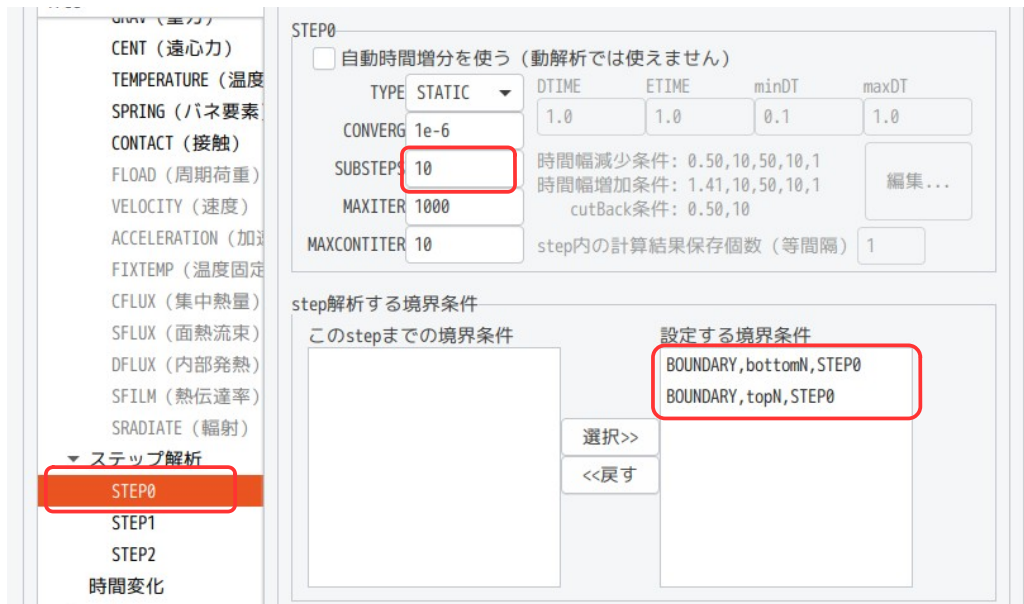 GRAV (重力)
CENT (遠心力)
TEMPERATURE (温度
SPRING (バネ要素
CONTACT (接触)
FLOAD (周期荷重)
VELOCITY (速度)
ACCELERATION (加速
FIXTEMP (温度固定
CFLUX (集中熱量)
SFLUX (面熱流束)
DFLUX (内部発熱)
SFILM (熱伝達率)
SRADIATE (輻射)
▼ ステップ解析
STEP0
STEP1
STEP2
時間変化
STEP0
自動時間増分を使う (動解析では使えません)
TYPE STATIC
CONVERG 1e-6
SUBSTEPS 10
MAXITER 1000
MAXCONTITER 10
DTIME ETIME minDT maxDT
1.0 1.0 0.1 1.0
時間幅減少条件: 0.50,10,50,10,1
時間幅増加条件: 1.41,10,50,10,1
cutBack条件: 0.50,10
編集...
step内の計算結果保存個数 (等間隔) 1
step解析する境界条件
このstepまでの境界条件
設定する境界条件
BOUNDARY,bottomN,STEP0
BOUNDARY,topN,STEP0
選択>>
<<戻す